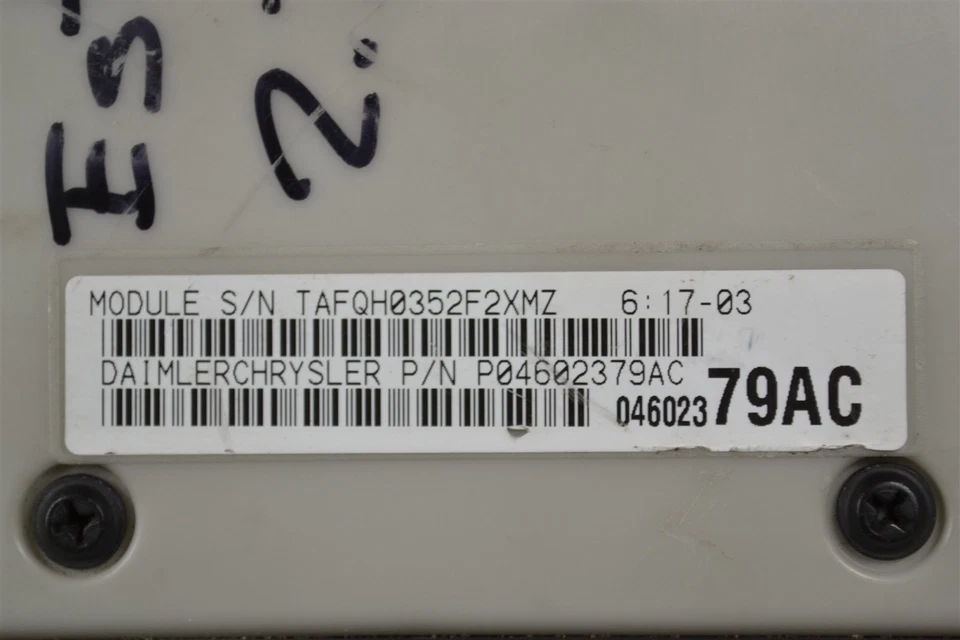 MODULE S/N TAFQH0352F2XMZ 6:17-03
DAIMLERCHRYSLER P/N P04602379AC
04602379AC